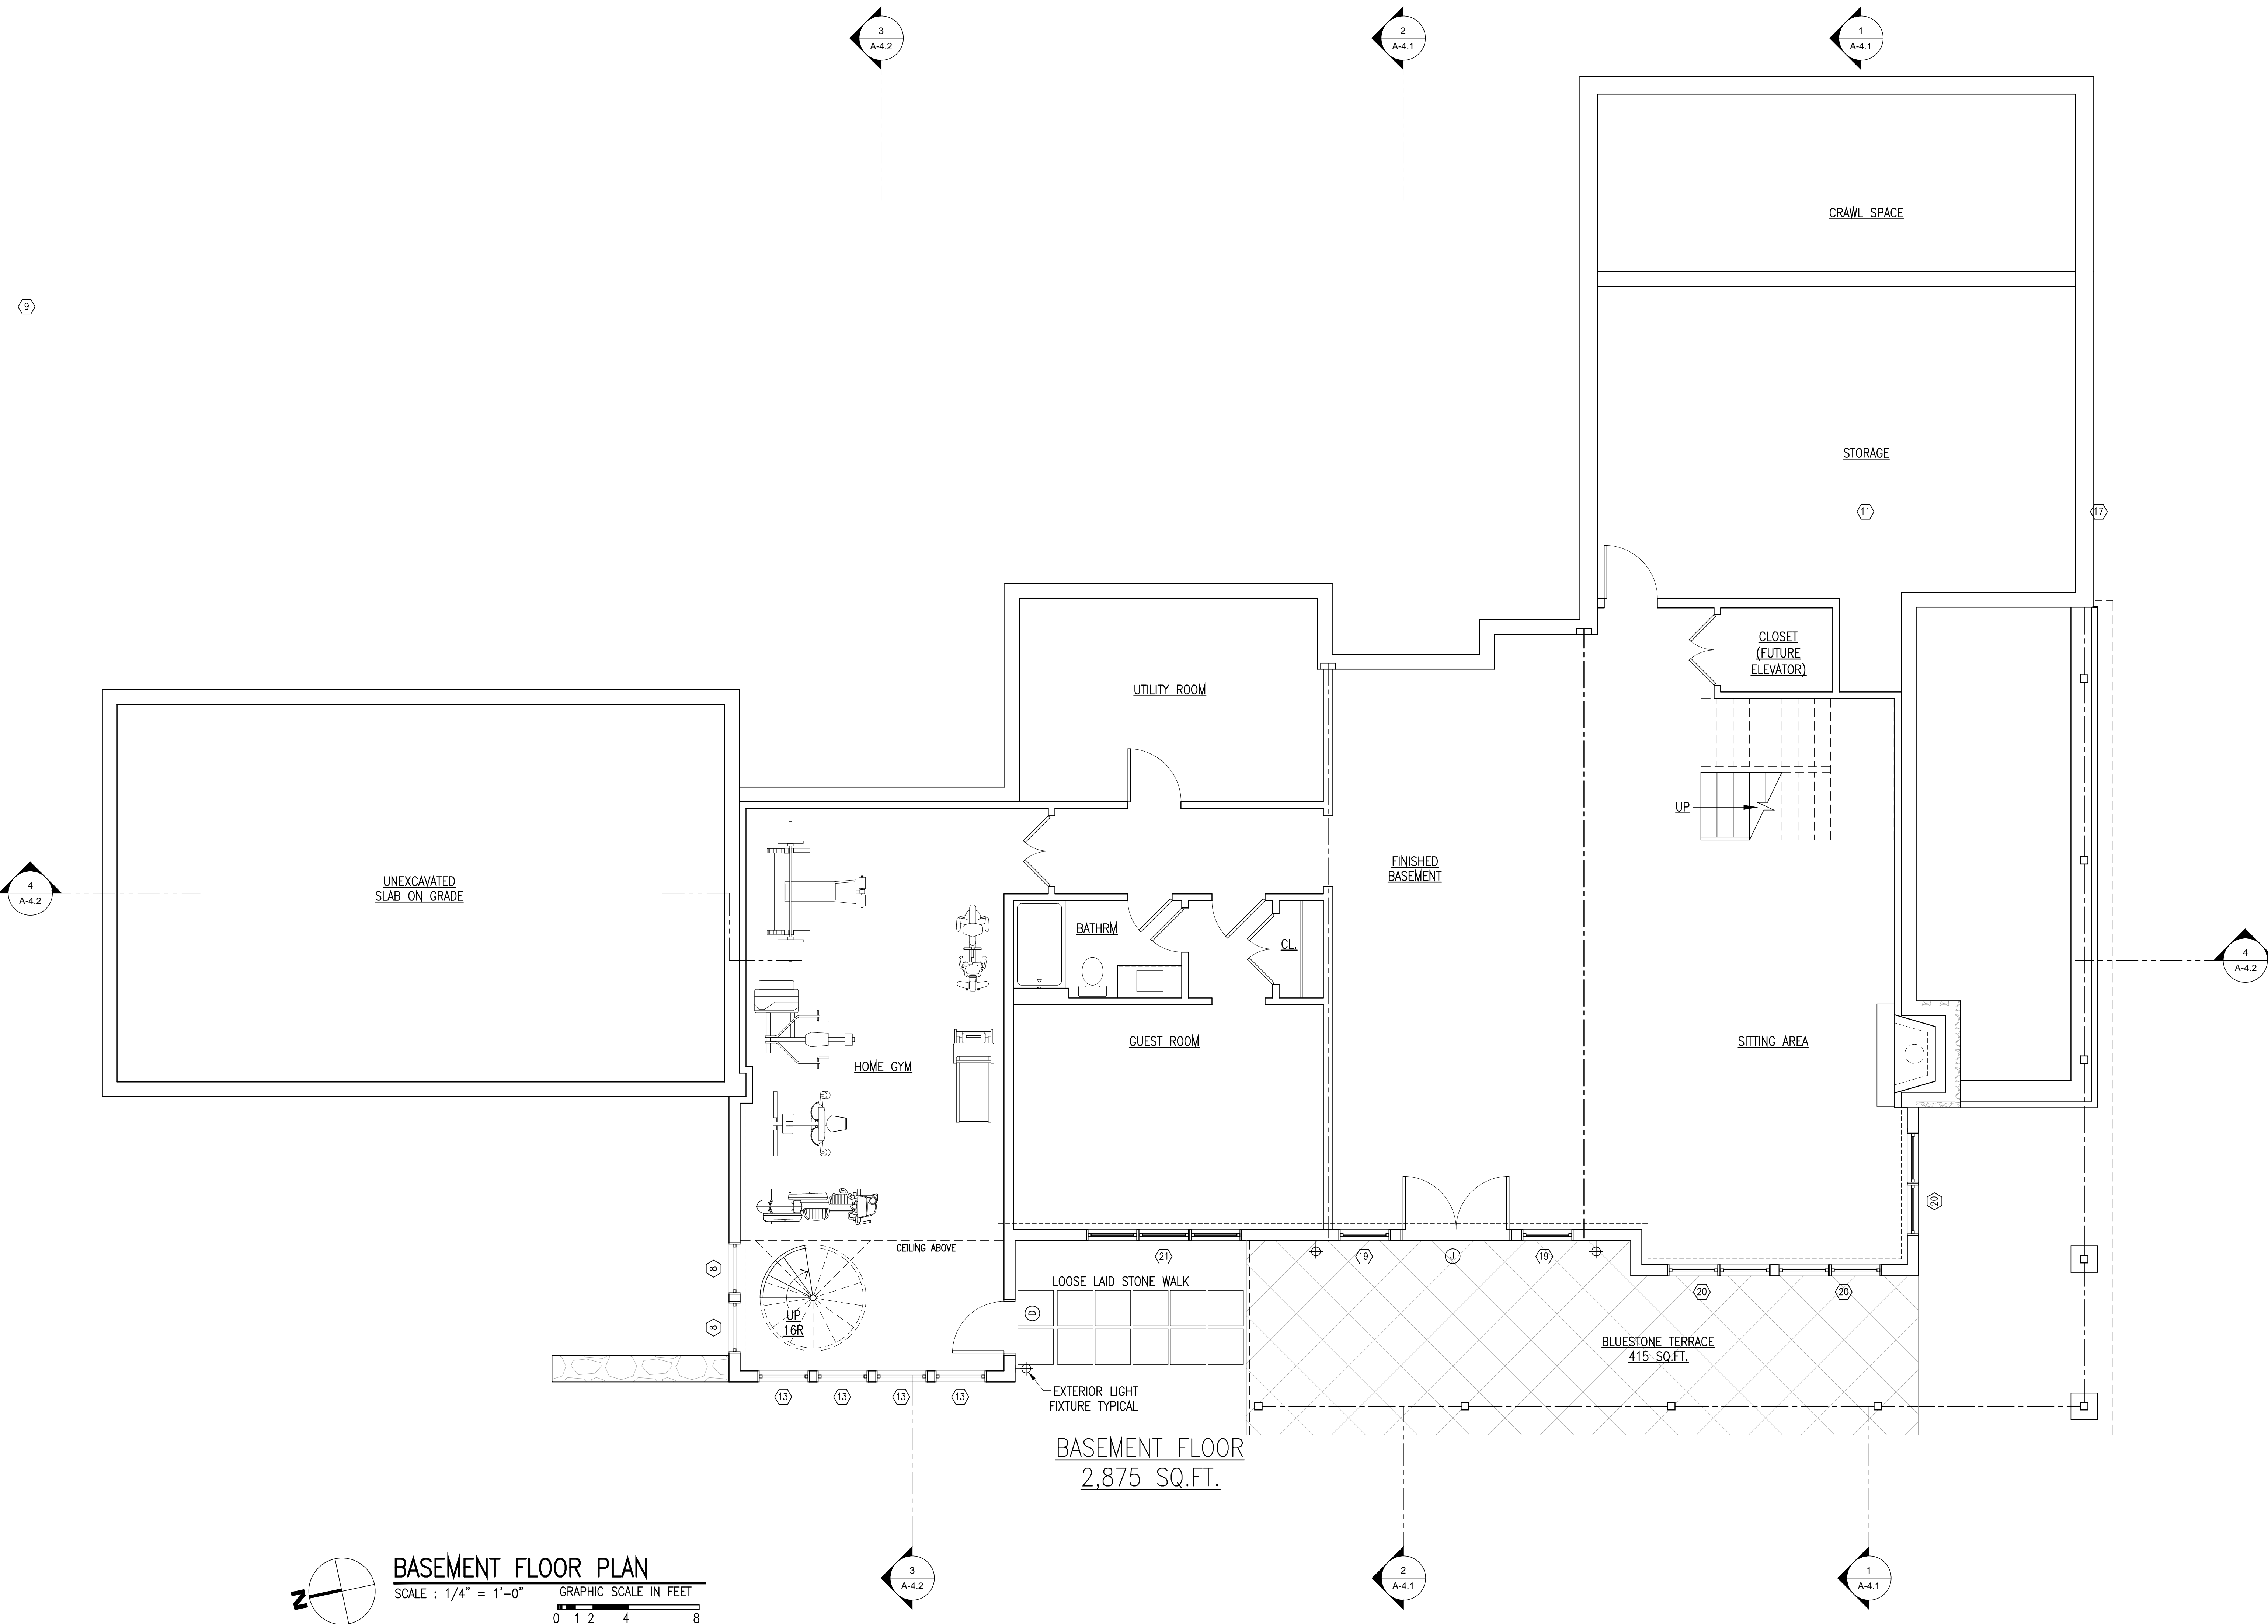 3
A-4.2
2
A-4.1
1
A-4.1
CRAWL SPACE
9
STORAGE
11
17
CLOSET
(FUTURE
ELEVATOR)
UTILITY ROOM
UP
FINISHED
BASEMENT
UNEXCAVATED
SLAB ON GRADE
4
A-4.2
BATHRM
CL.
4
A-4.2
GUEST ROOM
SITTING AREA
HOME GYM
20
CEILING ABOVE
21
19
J
19
8
LOOSE LAID STONE WALK
20
20
D
UP
16R
8
BLUESTONE TERRACE
415 SQ.FT.
13
13
13
13
EXTERIOR LIGHT
FIXTURE TYPICAL
BASEMENT FLOOR
2,875 SQ.FT.
3
A-4.2
2
A-4.1
1
A-4.1
N
BASEMENT FLOOR PLAN
SCALE : 1/4" = 1'-0"
GRAPHIC SCALE IN FEET
0 1 2 4 8